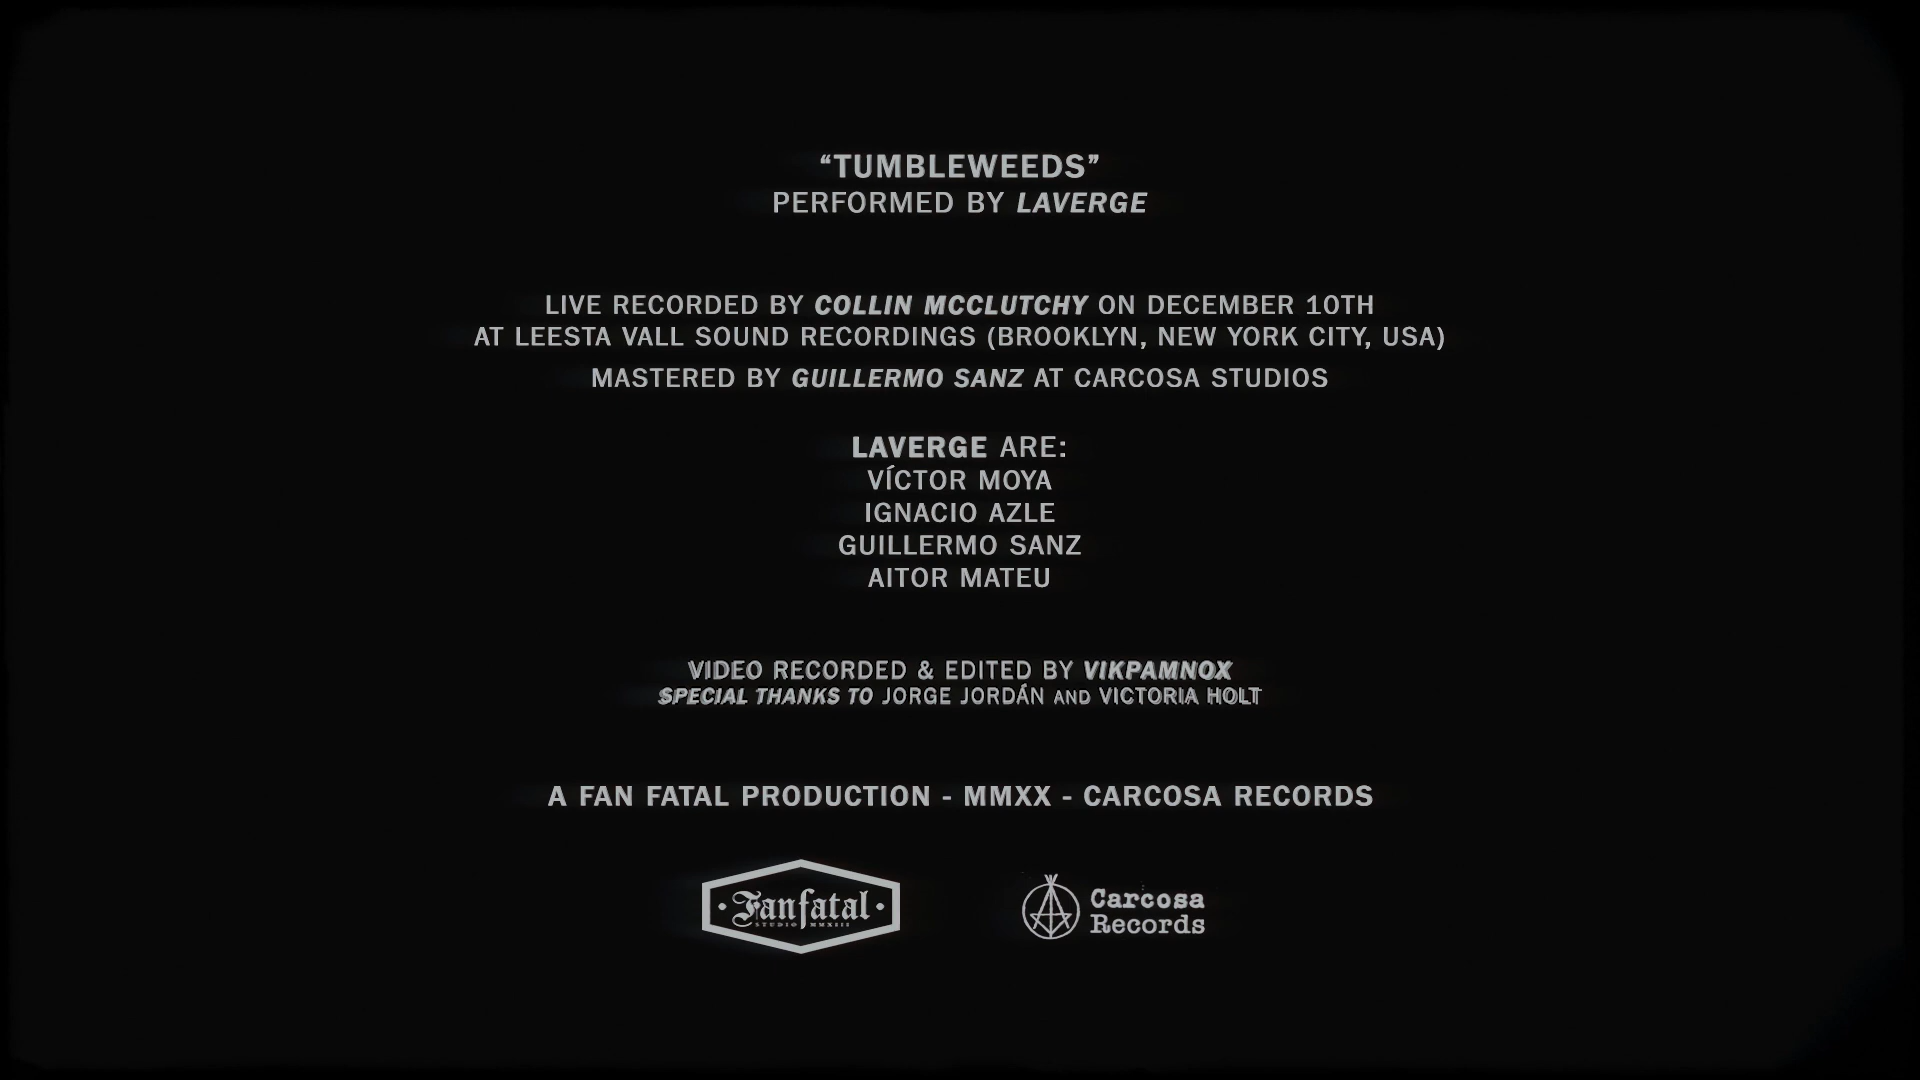 “TUMBLEWEEDS”
PERFORMED BY LAVERGE
LIVE RECORDED BY COLLIN MCCLUTCHY ON DECEMBER 10TH
AT LEESTA VALL SOUND RECORDINGS (BROOKLYN, NEW YORK CITY, USA)
MASTERED BY GUILLERMO SANZ AT CARCOSA STUDIOS
LAVERGE ARE:
VÍCTOR MOYA
IGNACIO AZLE
GUILLERMO SANZ
AITOR MATEU
VIDEO RECORDED & EDITED BY VIKPAMNOX
SPECIAL THANKS TO JORGE JORDÁN AND VICTORIA HOLT
A FAN FATAL PRODUCTION - MMXX - CARCOSA RECORDS
Fanfatal
STUDIO MMXIII
Carcosa
Records